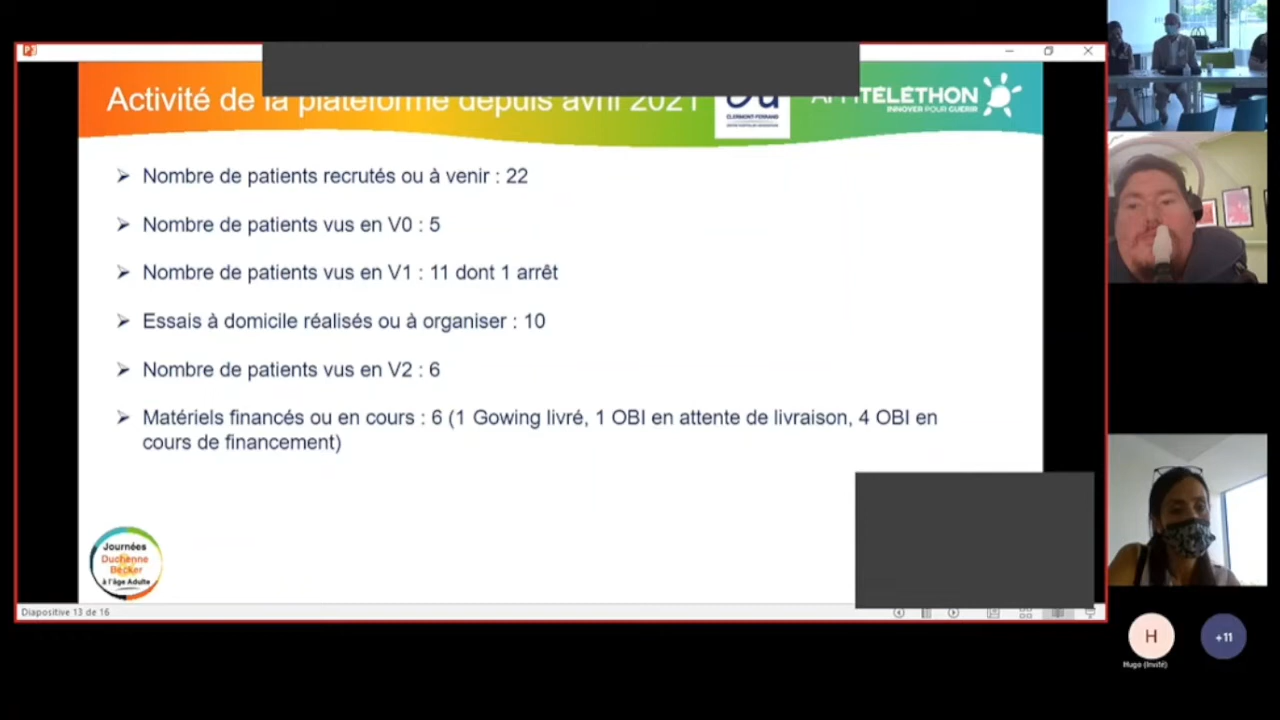 Activité de la plateforme depuis avril 2021
CLERMONT-FERRAND
TÉLÉTHON
INNOVER POUR GUÉRIR
➢ Nombre de patients recrutés ou à venir : 22
➢ Nombre de patients vus en V0 : 5
➢ Nombre de patients vus en V1 : 11 dont 1 arrêt
➢ Essais à domicile réalisés ou à organiser : 10
➢ Nombre de patients vus en V2 : 6
➢ Matériels financés ou en cours : 6 (1 Gowing livré, 1 OBI en attente de livraison, 4 OBI en
cours de financement)
Journées
Duchenne
Becker
à l'âge Adulte
Diapositive 13 de 16
H
+11
Hugo (Invité)